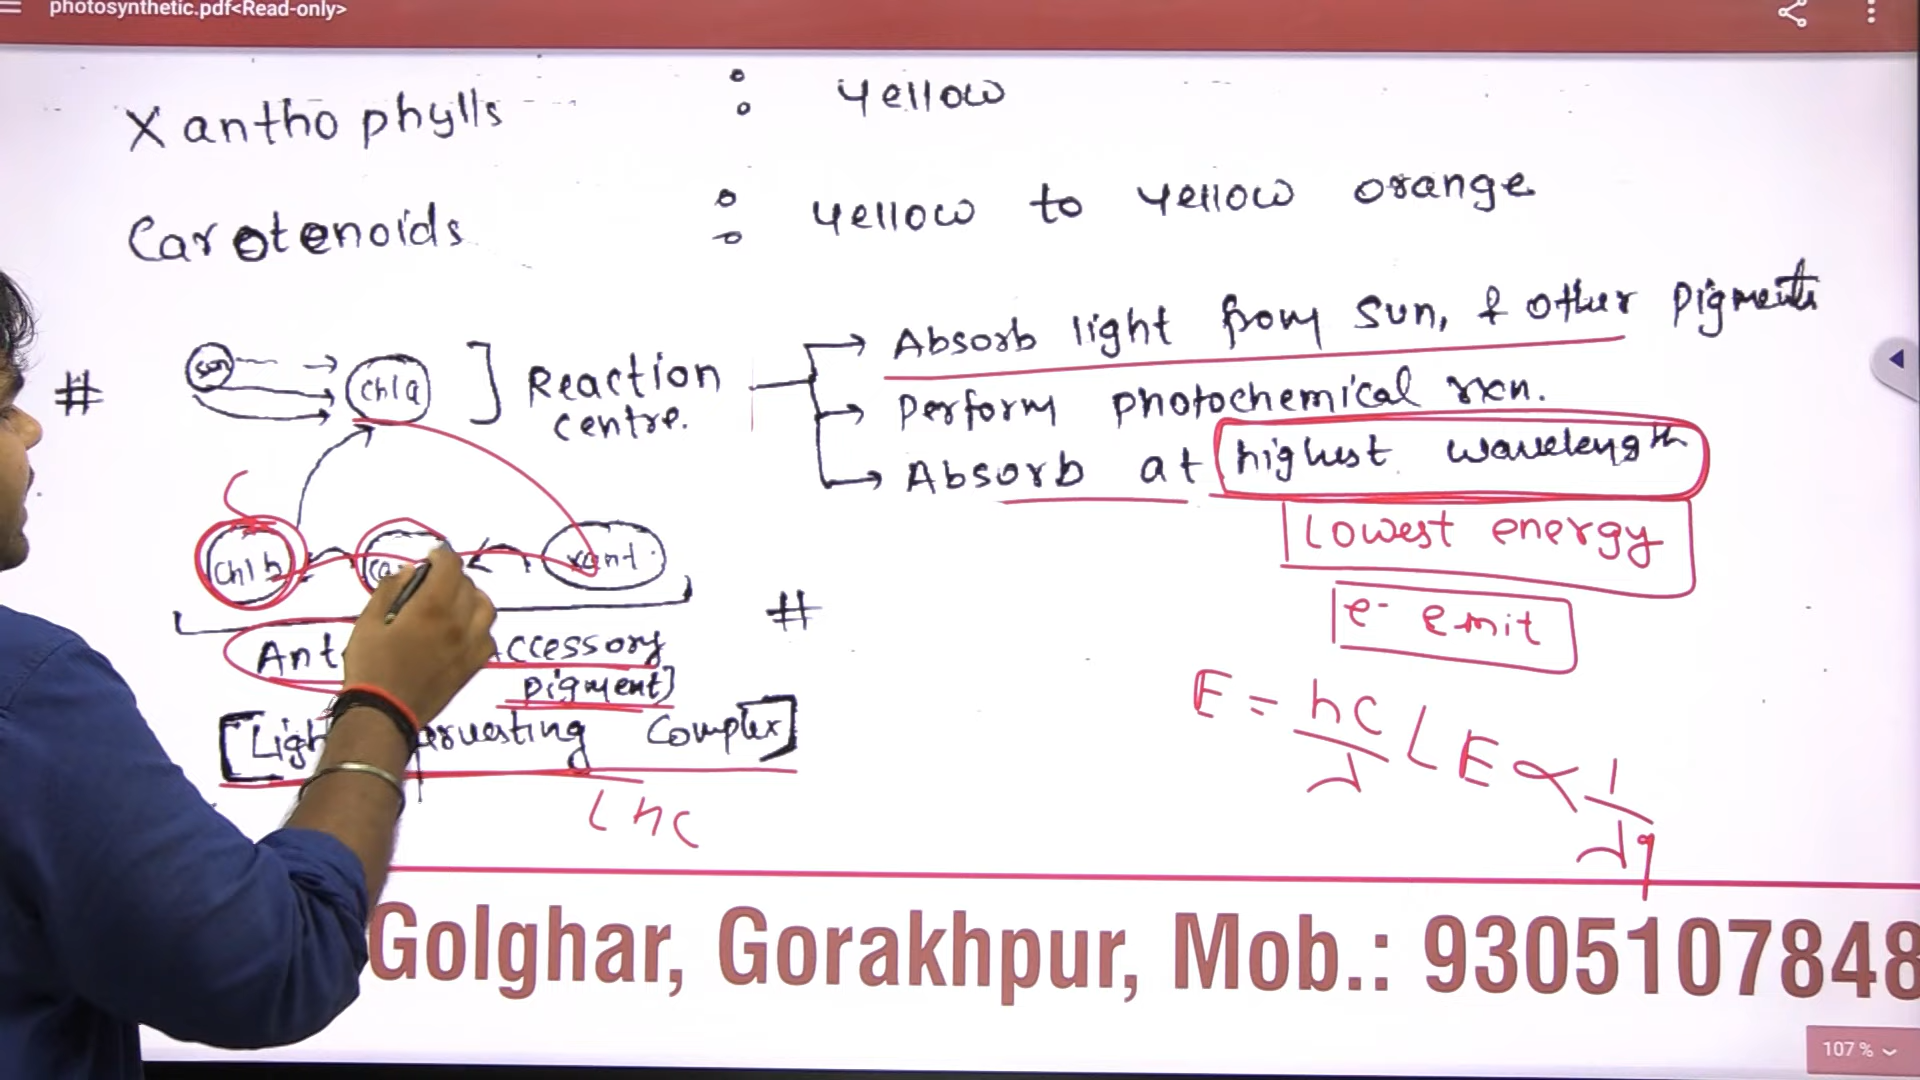 photosynthetic.pdf<Read-only>
Xanthophylls : yellow
Carotenoids : yellow to yellow orange
# sun chla ] Reaction centre.
→ Absorb light from sun, & other pigments
→ Perform photochemical rxn.
→ Absorb at highest wavelength
Lowest energy
e- emit
chl b xant.
#
Accessory
pigment]
Complex]
LHC
E = hc/λ E ∝ 1/λ
Golghar, Gorakhpur, Mob.: 9305107848
107 %